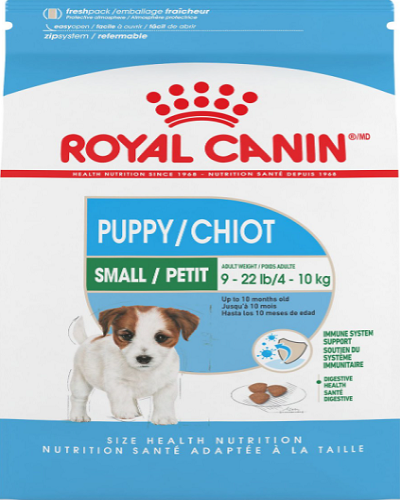 freshpack / emballage fraîcheur
Protective atmosphere / Atmosphère protectrice
easyopen / facile à ouvrir / fácil de abrir
zipsystem / refermable
ROYAL CANIN®/MD
HEALTH NUTRITION SINCE 1968 - NUTRITION SANTÉ DEPUIS 1968
PUPPY/CHIOT
SMALL / PETIT
ADULT WEIGHT / POIDS ADULTE
9 - 22 lb/4 - 10 kg
Up to 10 months old
Jusqu'à 10 mois
Hasta los 10 meses de edad
IMMUNE SYSTEM
SUPPORT
SOUTIEN DU
SYSTÈME
IMMUNITAIRE
DIGESTIVE
HEALTH
SANTÉ
DIGESTIVE
SIZE HEALTH NUTRITION
NUTRITION SANTÉ ADAPTÉE À LA TAILLE